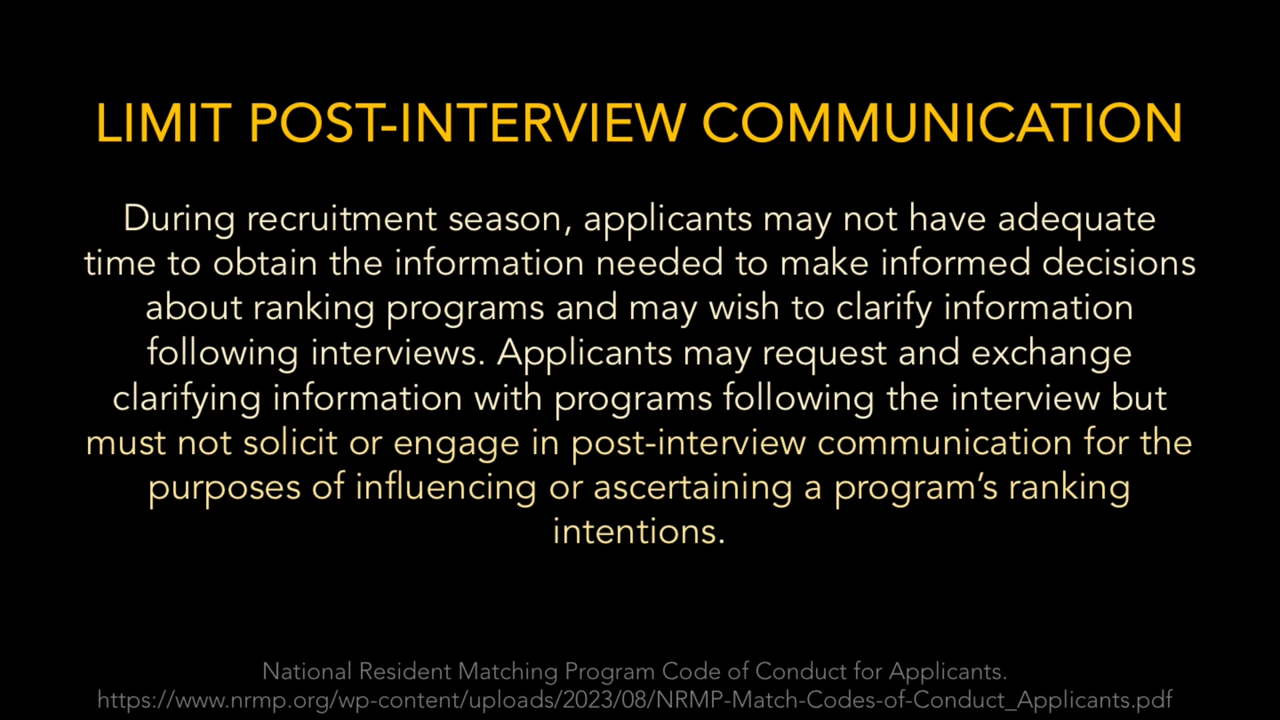 LIMIT POST-INTERVIEW COMMUNICATION
During recruitment season, applicants may not have adequate
time to obtain the information needed to make informed decisions
about ranking programs and may wish to clarify information
following interviews. Applicants may request and exchange
clarifying information with programs following the interview but
must not solicit or engage in post-interview communication for the
purposes of influencing or ascertaining a program’s ranking
intentions.
National Resident Matching Program Code of Conduct for Applicants.
https://www.nrmp.org/wp-content/uploads/2023/08/NRMP-Match-Codes-of-Conduct_Applicants.pdf